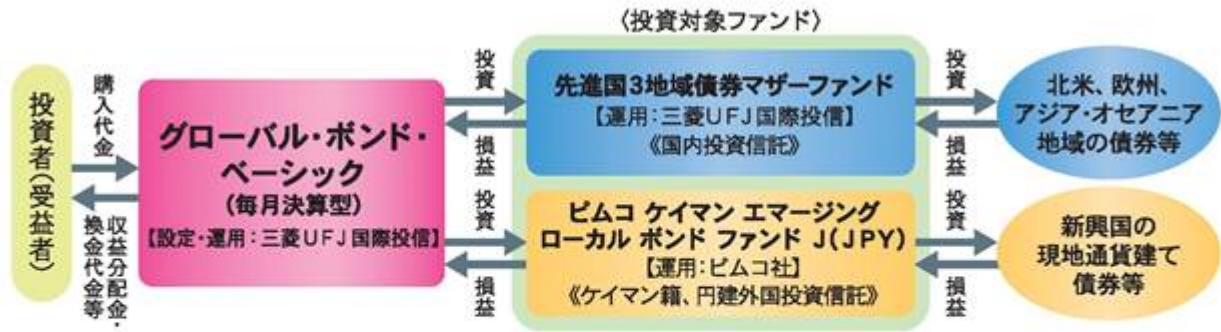 〈投資対象ファンド〉
投資者(受益者)
購入代金
収益分配金・
換金代金等
グローバル・ボンド・
ベーシック
(毎月決算型)
【設定・運用:三菱UFJ国際投信】
投資
損益
先進国3地域債券マザーファンド
【運用:三菱UFJ国際投信】
《国内投資信託》
投資
損益
北米、欧州、
アジア・オセアニア
地域の債券等
投資
損益
ピムコ ケイマン エマージング
ローカル ボンド ファンド J(JPY)
【運用:ピムコ社】
《ケイマン籍、円建外国投資信託》
投資
損益
新興国の
現地通貨建て
債券等